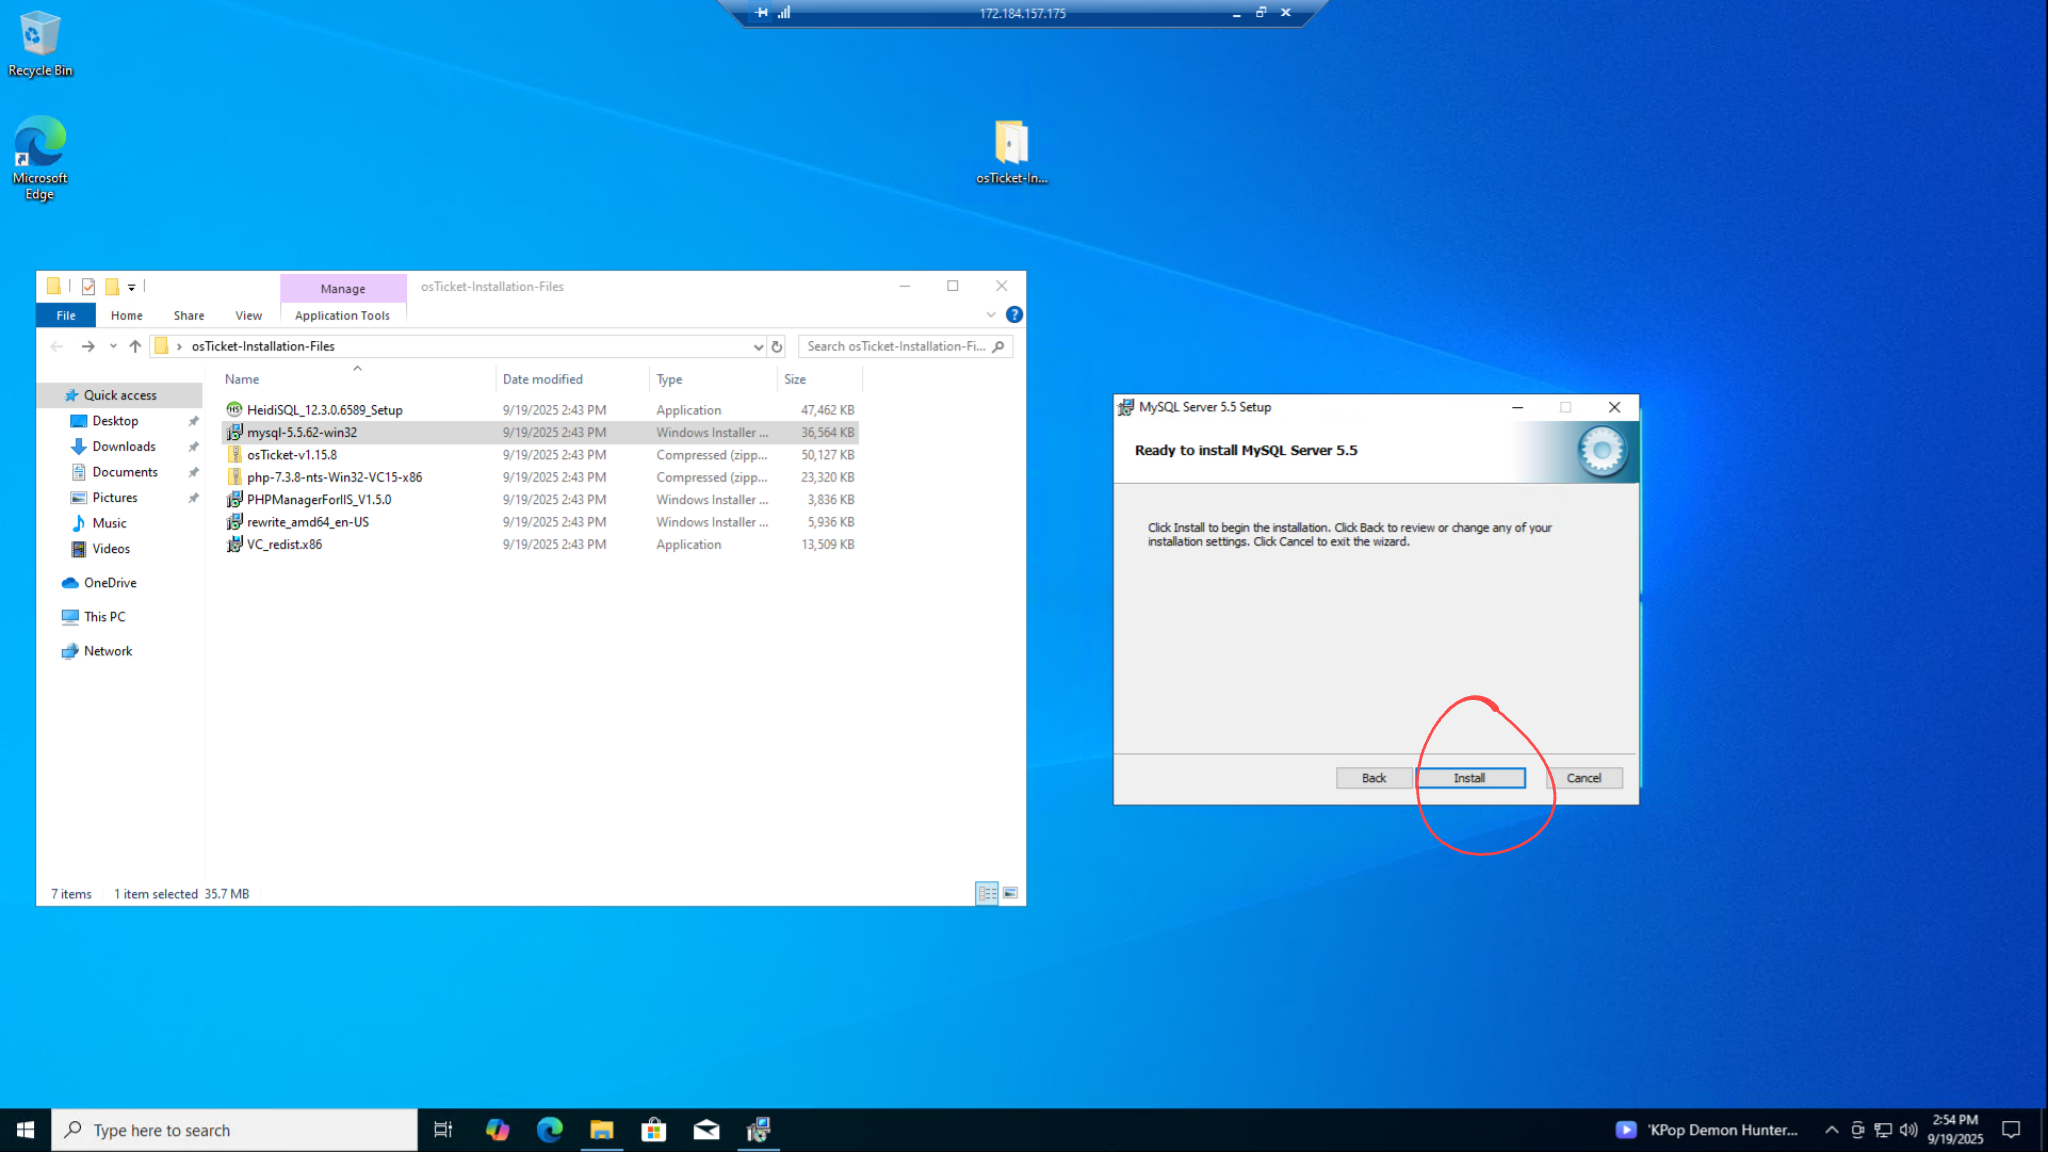 172.184.157.175
Recycle Bin
Microsoft
Edge
osTicket-In...
Manage
osTicket-Installation-Files
File
Home
Share
View
Application Tools
osTicket-Installation-Files
Search osTicket-Installation-Fi...
Name
Date modified
Type
Size
Quick access
Desktop
Downloads
Documents
Pictures
Music
Videos
OneDrive
This PC
Network
HeidiSQL_12.3.0.6589_Setup 9/19/2025 2:43 PM Application 47,462 KB
mysql-5.5.62-win32 9/19/2025 2:43 PM Windows Installer ... 36,564 KB
osTicket-v1.15.8 9/19/2025 2:43 PM Compressed (zipp... 50,127 KB
php-7.3.8-nts-Win32-VC15-x86 9/19/2025 2:43 PM Compressed (zipp... 23,320 KB
PHPManagerForIIS_V1.5.0 9/19/2025 2:43 PM Windows Installer ... 3,836 KB
rewrite_amd64_en-US 9/19/2025 2:43 PM Windows Installer ... 5,936 KB
VC_redist.x86 9/19/2025 2:43 PM Application 13,509 KB
7 items 1 item selected 35.7 MB
MySQL Server 5.5 Setup
Ready to install MySQL Server 5.5
Click Install to begin the installation. Click Back to review or change any of your
installation settings. Click Cancel to exit the wizard.
Back
Install
Cancel
Type here to search
'KPop Demon Hunter...
2:54 PM
9/19/2025